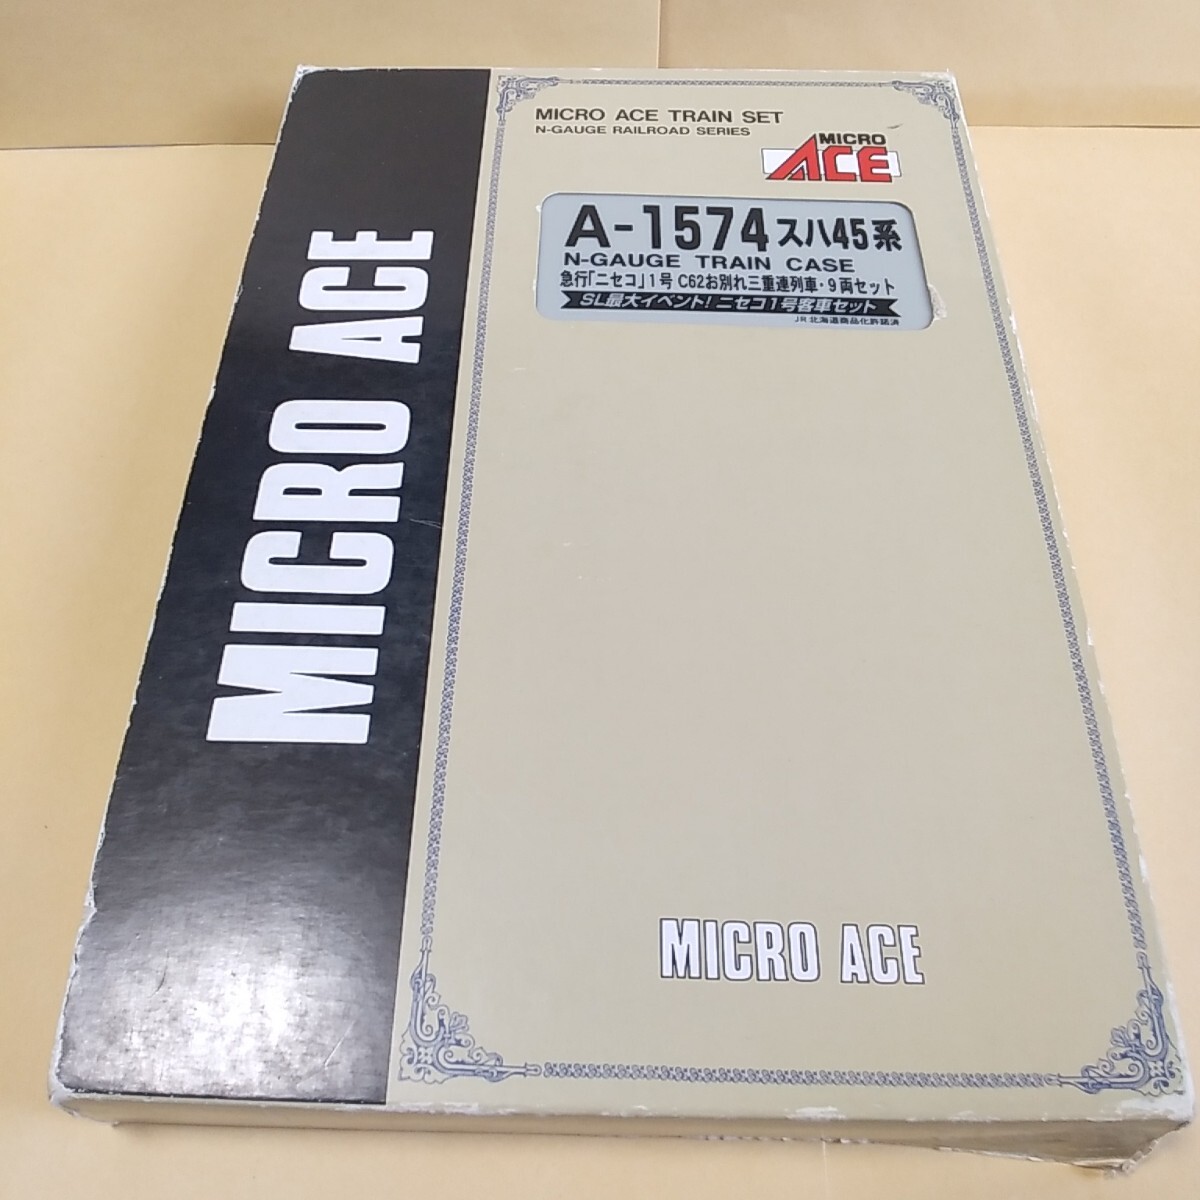 MICRO ACE TRAIN SET
N-GAUGE RAILROAD SERIES
MICRO
ACE
A-1574 スハ45系
N-GAUGE TRAIN CASE
急行「ニセコ」1号 C62お別れ三重連列車・9両セット
SL最大イベント! ニセコ1号客車セット
JR北海道商品化許諾済
MICRO ACE
MICRO ACE